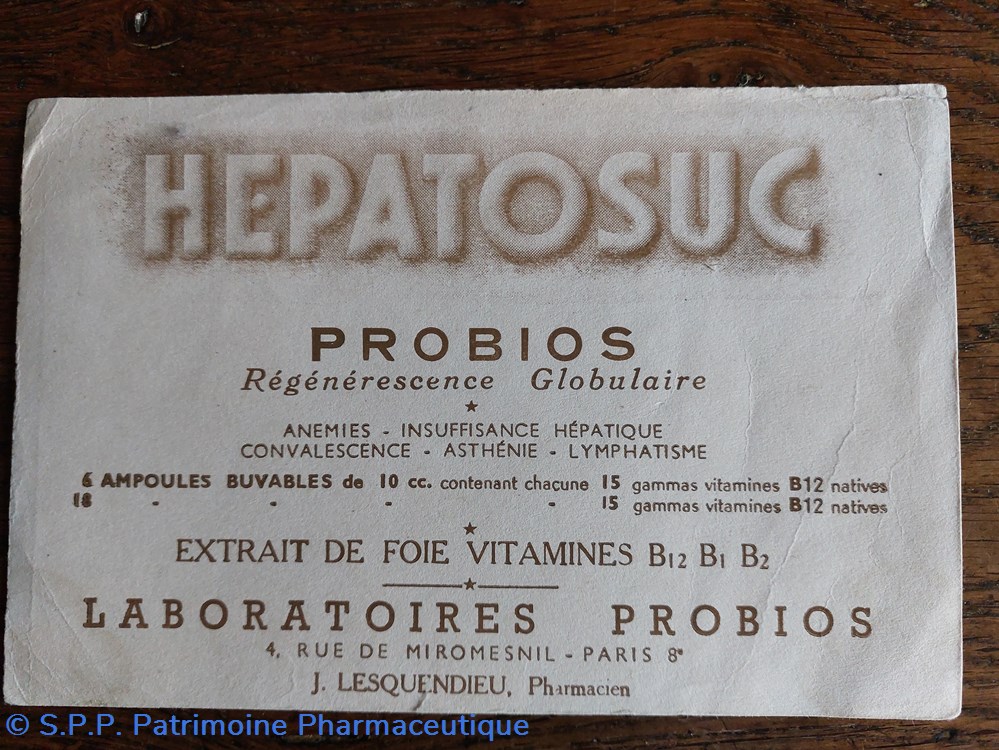 HEPATOSUC
PROBIOS
Régénérescence Globulaire
ANEMIES - INSUFFISANCE HÉPATIQUE
CONVALESCENCE - ASTHÉNIE - LYMPHATISME
6 AMPOULES BUVABLES de 10 cc. contenant chacune 15 gammas vitamines B12 natives
18 - - - - 15 gammas vitamines B12 natives
EXTRAIT DE FOIE VITAMINES B12 B1 B2
LABORATOIRES PROBIOS
4, RUE DE MIROMESNIL - PARIS 8e
J. LESQUENDIEU, Pharmacien
© S.P.P. Patrimoine Pharmaceutique